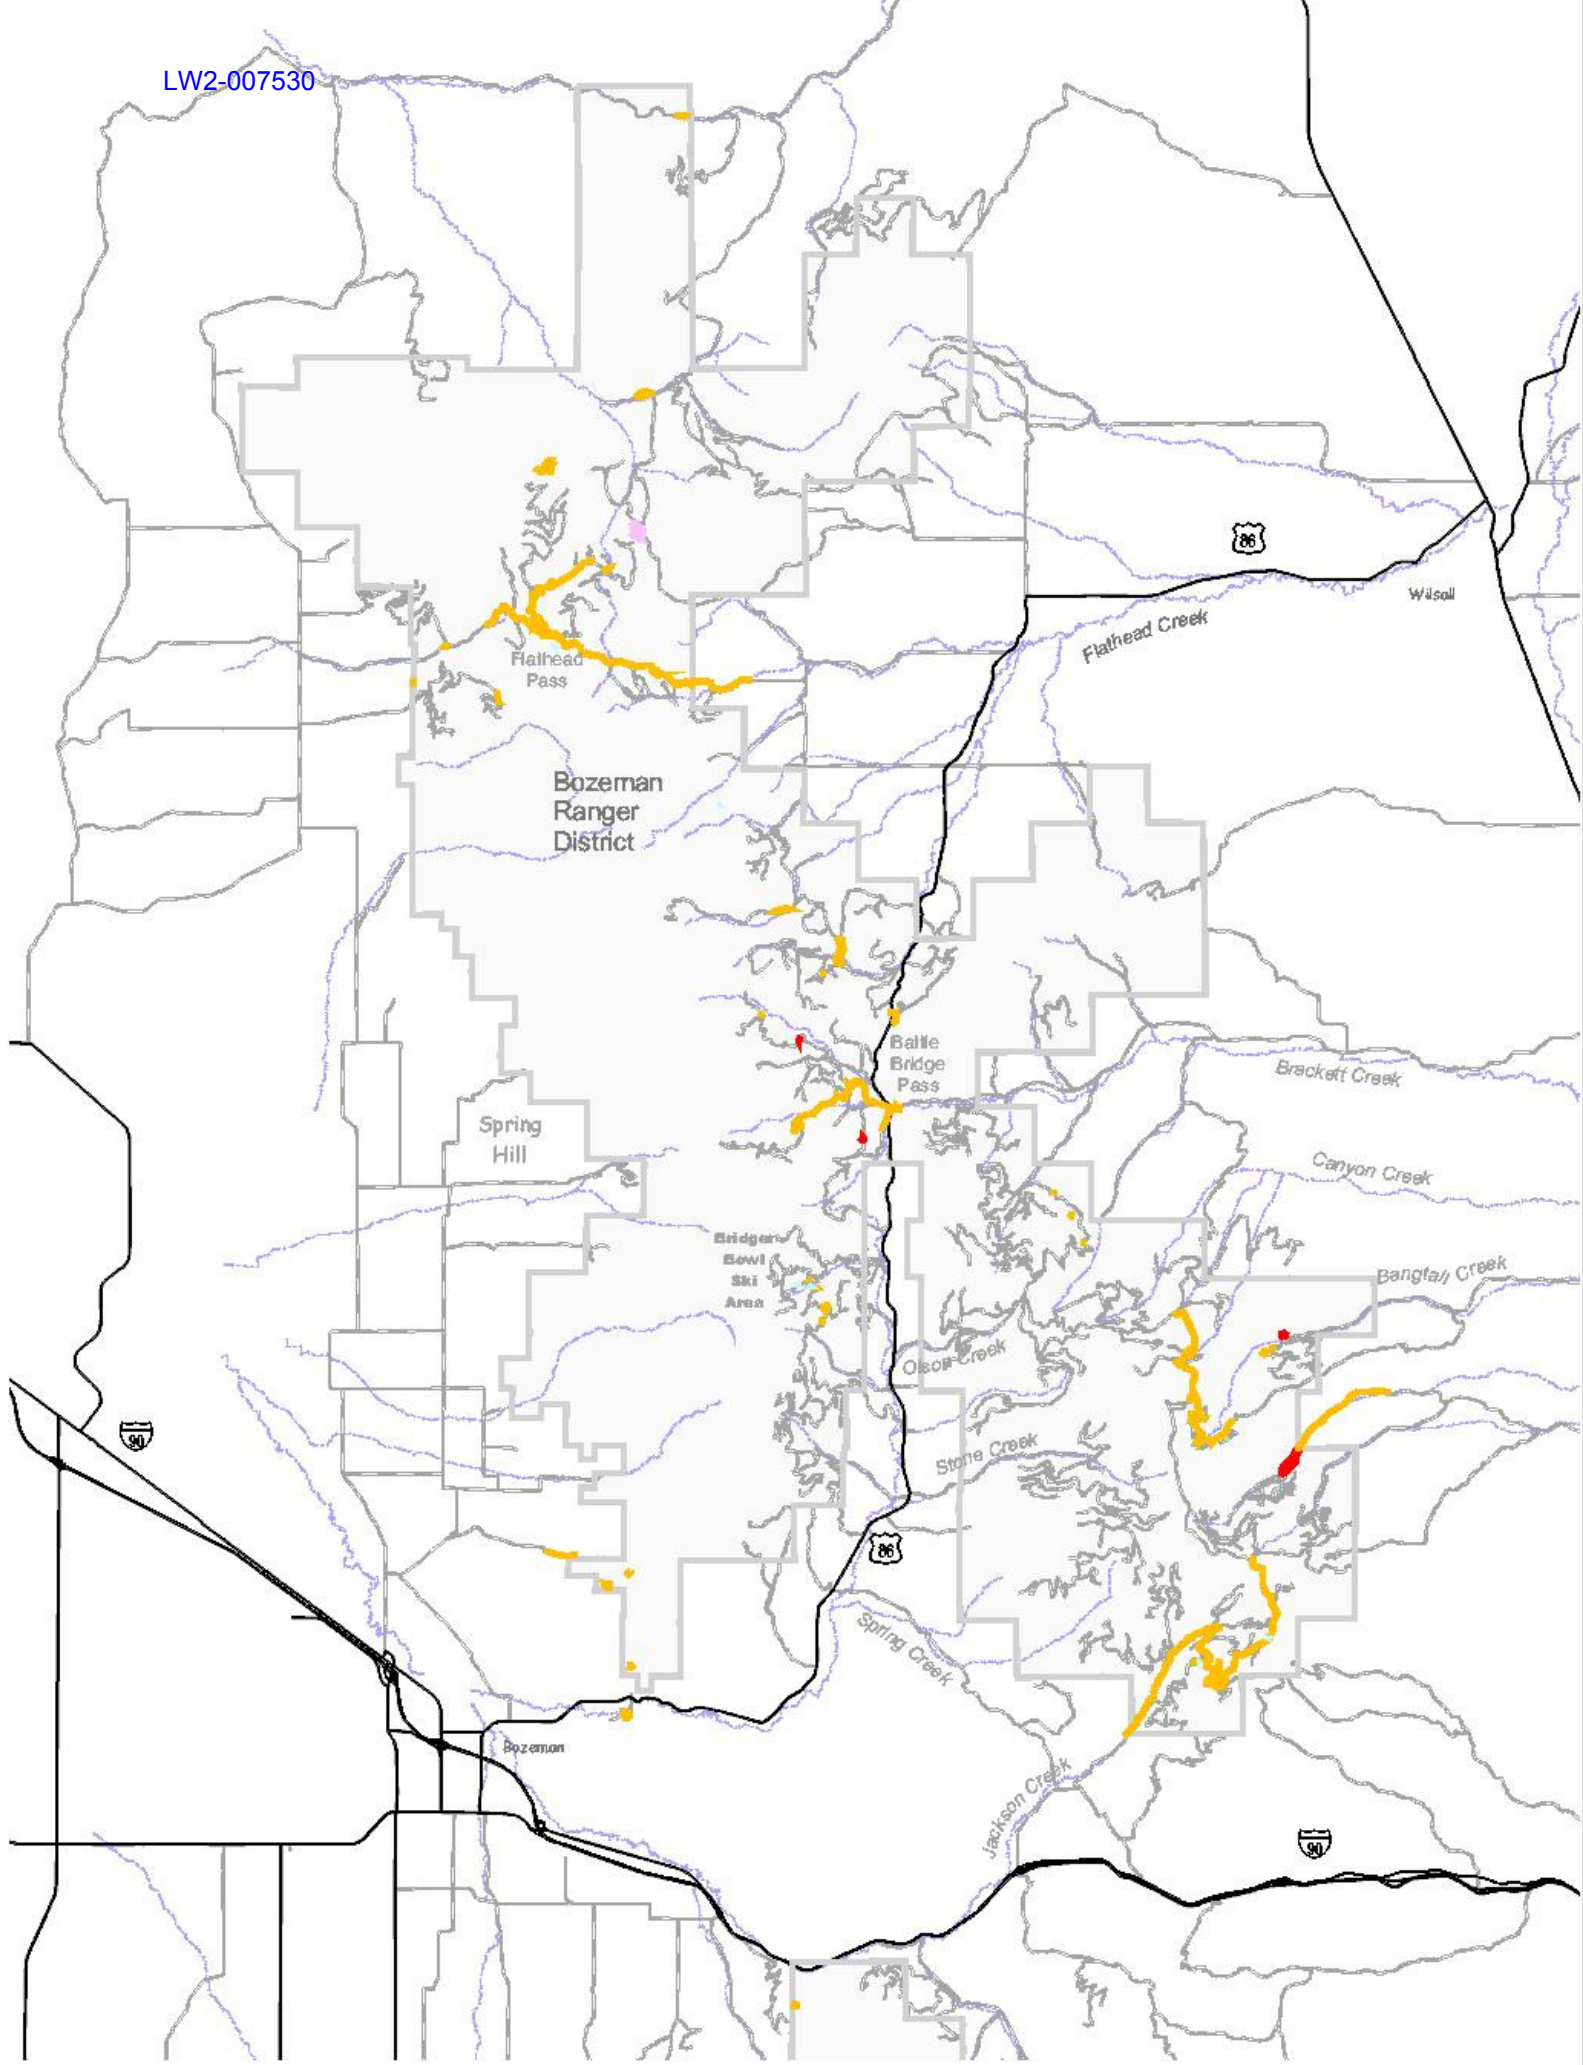 LW2-007530
86
Wilsall
Flathead Creek
Flathead
Pass
Bozeman
Ranger
District
Battle
Bridge
Pass
Brackett Creek
Spring
Hill
Canyon Creek
Bridger
Bowl
Ski
Area
Bangtail Creek
Olson Creek
90
Stone Creek
86
Spring Creek
Bozeman
Jackson Creek
90